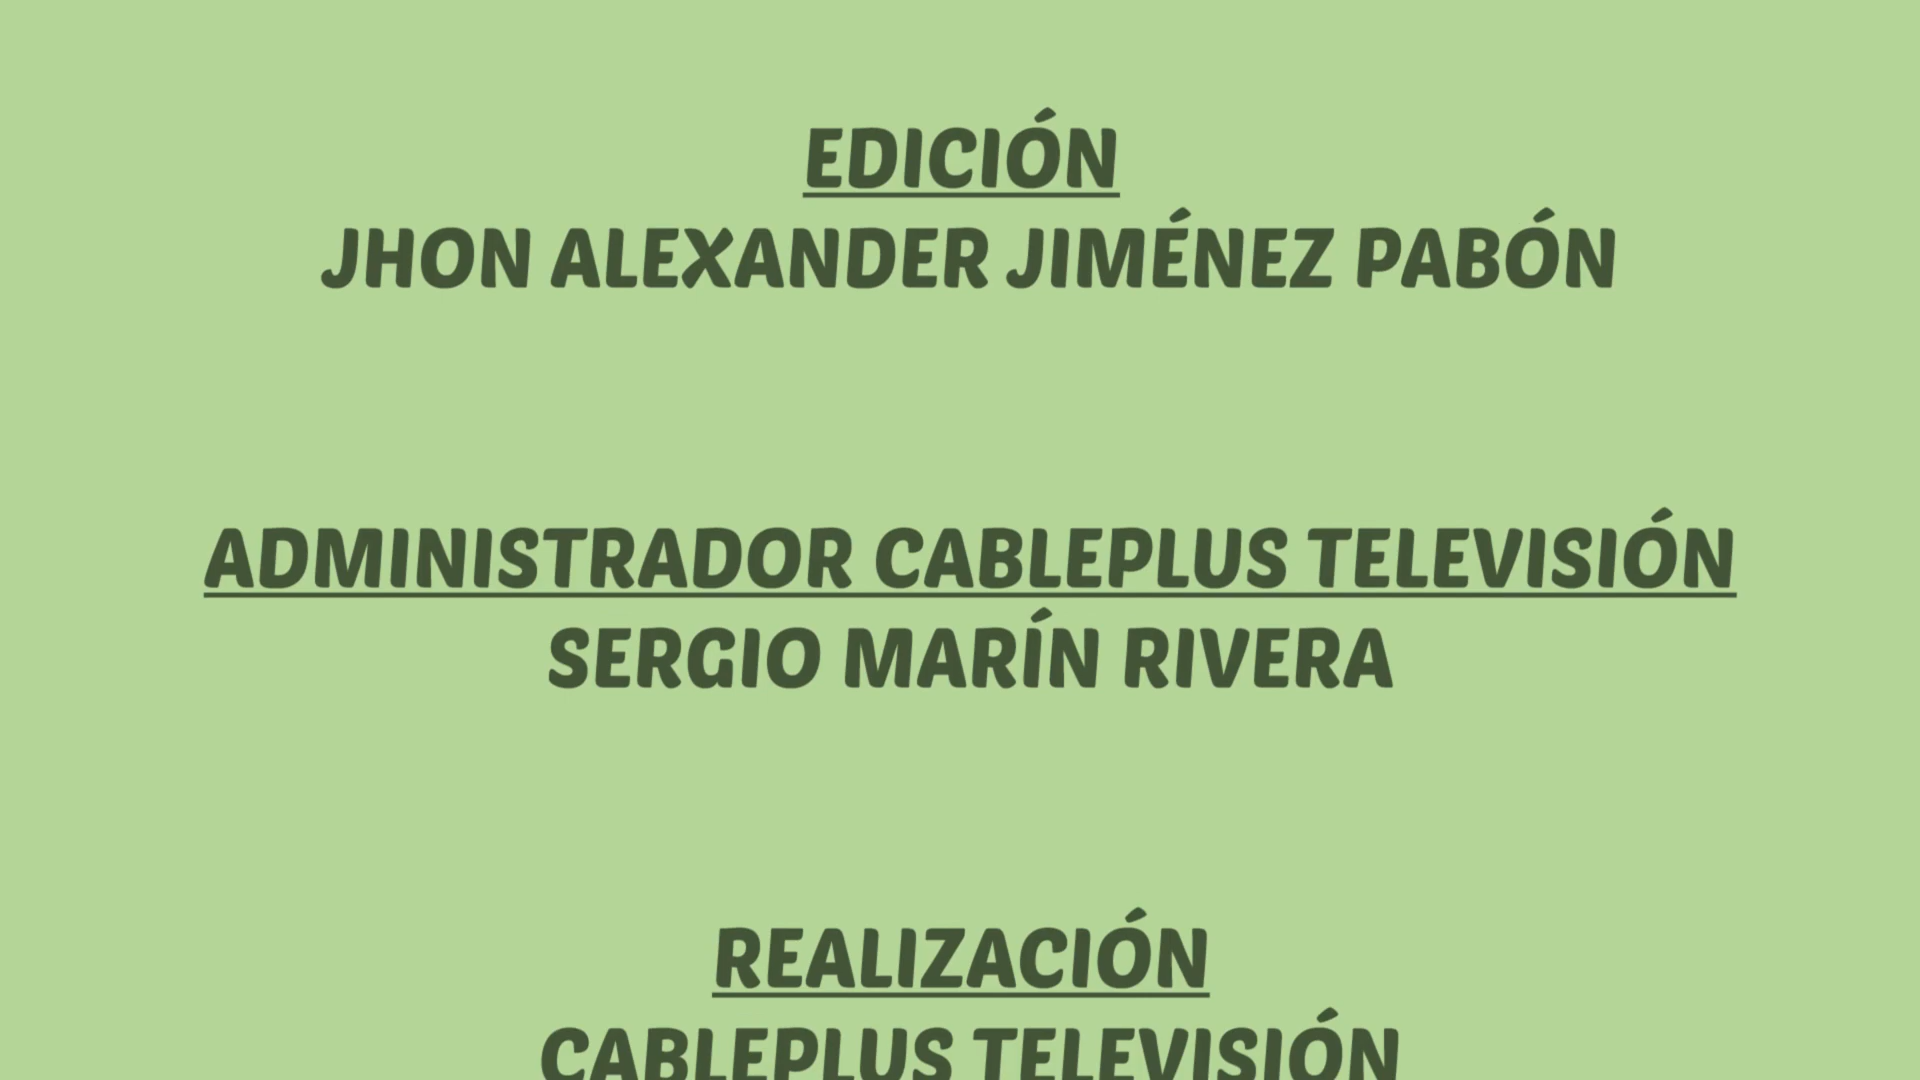 EDICIÓN
JHON ALEXANDER JIMÉNEZ PABÓN
ADMINISTRADOR CABLEPLUS TELEVISIÓN
SERGIO MARÍN RIVERA
REALIZACIÓN
CABLEPLUS TELEVISIÓN